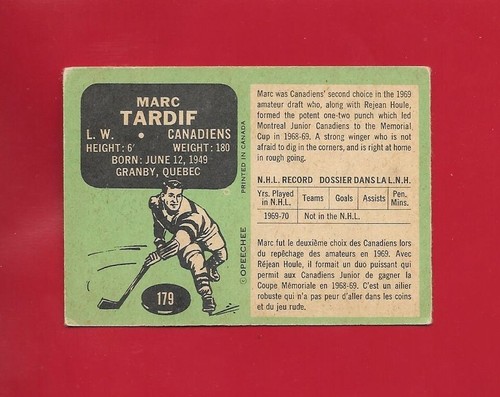 MARC
TARDIF
L. W. • CANADIENS
HEIGHT: 6' WEIGHT: 180
BORN: JUNE 12, 1949
GRANBY, QUEBEC
PRINTED IN CANADA
© OPEECHEE
179
Marc was Canadiens' second choice in the 1969
amateur draft who, along with Rejean Houle,
formed the potent one-two punch which led
Montreal Junior Canadiens to the Memorial
Cup in 1968-69. A strong winger who is not
afraid to dig in the corners, and is right at home
in rough going.
N.H.L. RECORD DOSSIER DANS LA L.N.H.
Yrs. Played in N.H.L. Teams Goals Assists Pen. Mins.
1969-70 Not in the N.H.L.
Marc fut le deuxième choix des Canadiens lors
du repêchage des amateurs en 1969. Avec
Réjean Houle, il formait un duo puissant qui
permit aux Canadiens Junior de gagner la
Coupe Mémoriale en 1968-69. C'est un ailier
robuste qui n'a pas peur d'aller dans les coins
et du jeu rude.